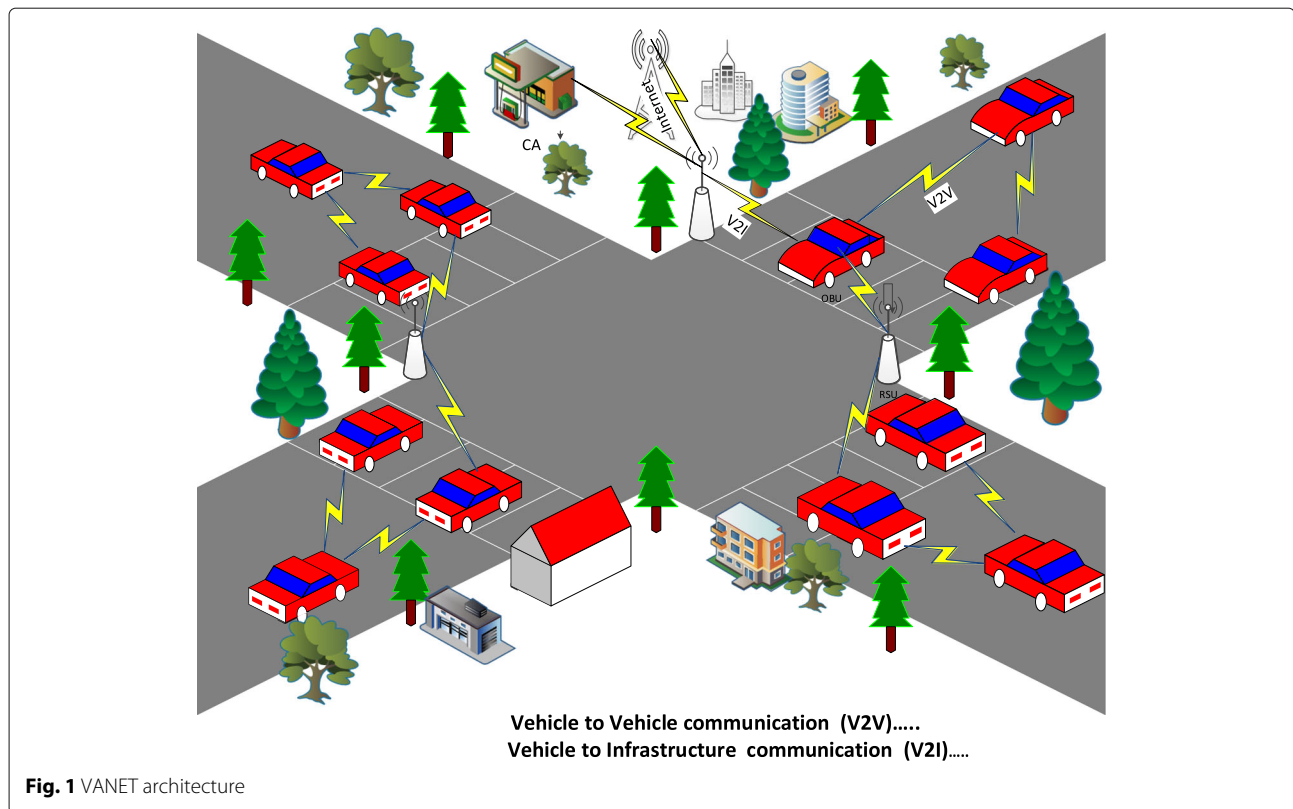 Internet
CA
V2V
V2I
OBU
RSU
Vehicle to Vehicle communication (V2V).....
Vehicle to Infrastructure communication (V2I).....
Fig. 1 VANET architecture